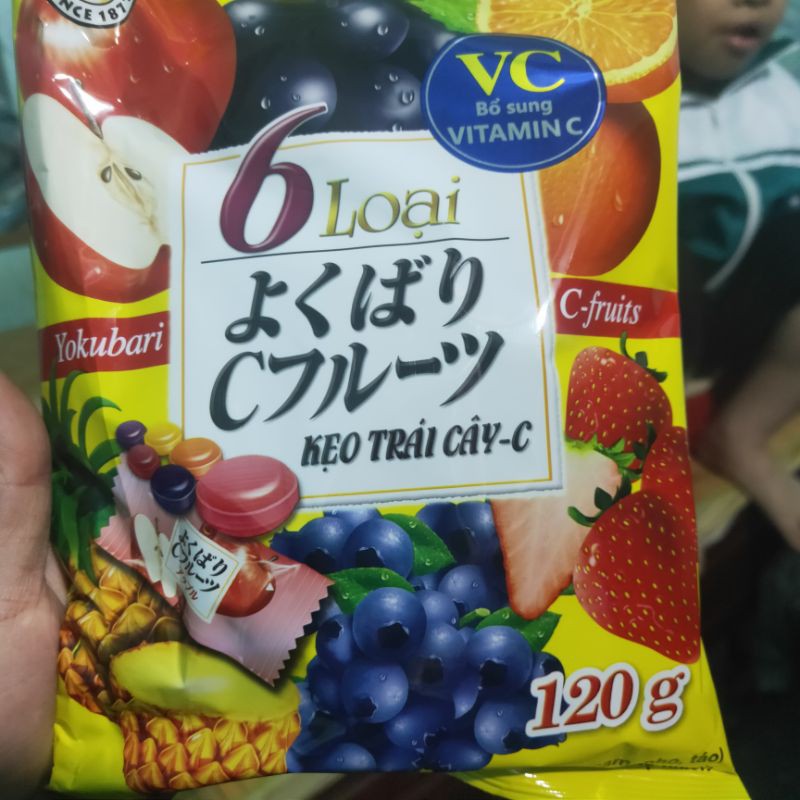 VC
Bổ sung
VITAMIN C
6 Loại
よくばり
Cフルーツ
Yokubari
C-fruits
KẸO TRÁI CÂY-C
よくばり
Cフルーツ
120 g
táo)